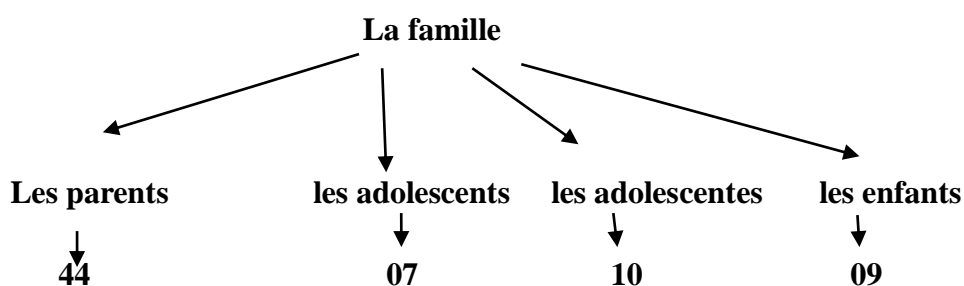 La famille
Les parents les adolescents les adolescentes les enfants
44 07 10 09